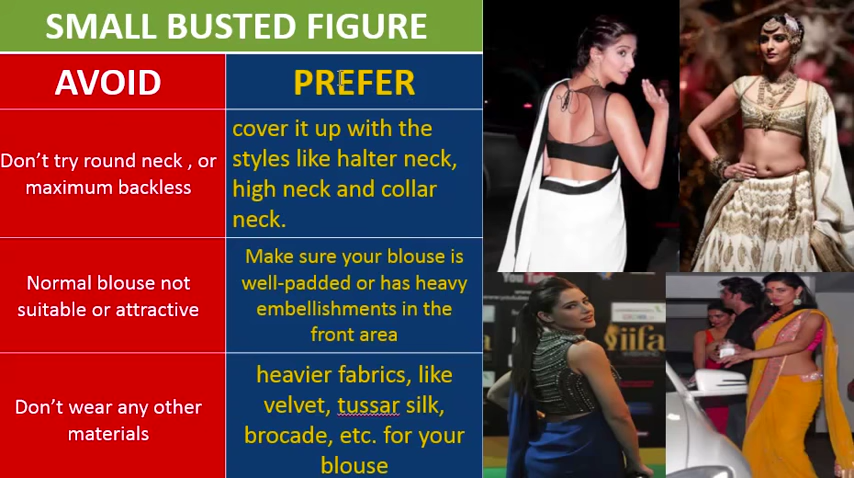 SMALL BUSTED FIGURE
AVOID
PREFER
Don't try round neck , or
maximum backless
cover it up with the
styles like halter neck,
high neck and collar
neck.
Normal blouse not
suitable or attractive
Make sure your blouse is
well-padded or has heavy
embellishments in the
front area
Don't wear any other
materials
heavier fabrics, like
velvet, tussar silk,
brocade, etc. for your
blouse
YouTube
iifa